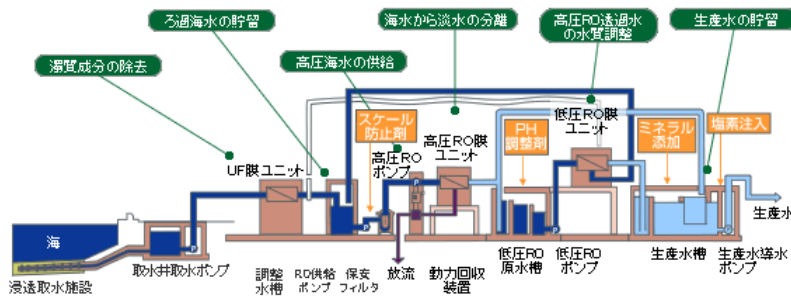 ろ過海水の貯留
海水から淡水の分離
高圧RO透過水
の水質調整
生産水の貯留
濁質成分の除去
高圧海水の供給
スケール
防止剤
高圧RO
ポンプ
高圧RO膜
ユニット
PH
調整剤
低圧RO膜
ユニット
ミネラル
添加
塩素注入
UF膜ユニット
海
生産水
浸透取水施設
取水井取水ポンプ
調整
水槽
RO供給
ポンプ
保安
フィルタ
放流
動力回収
装置
低圧RO
原水槽
低圧RO
ポンプ
生産水槽
生産水導水
ポンプ
P
P
P
P
P